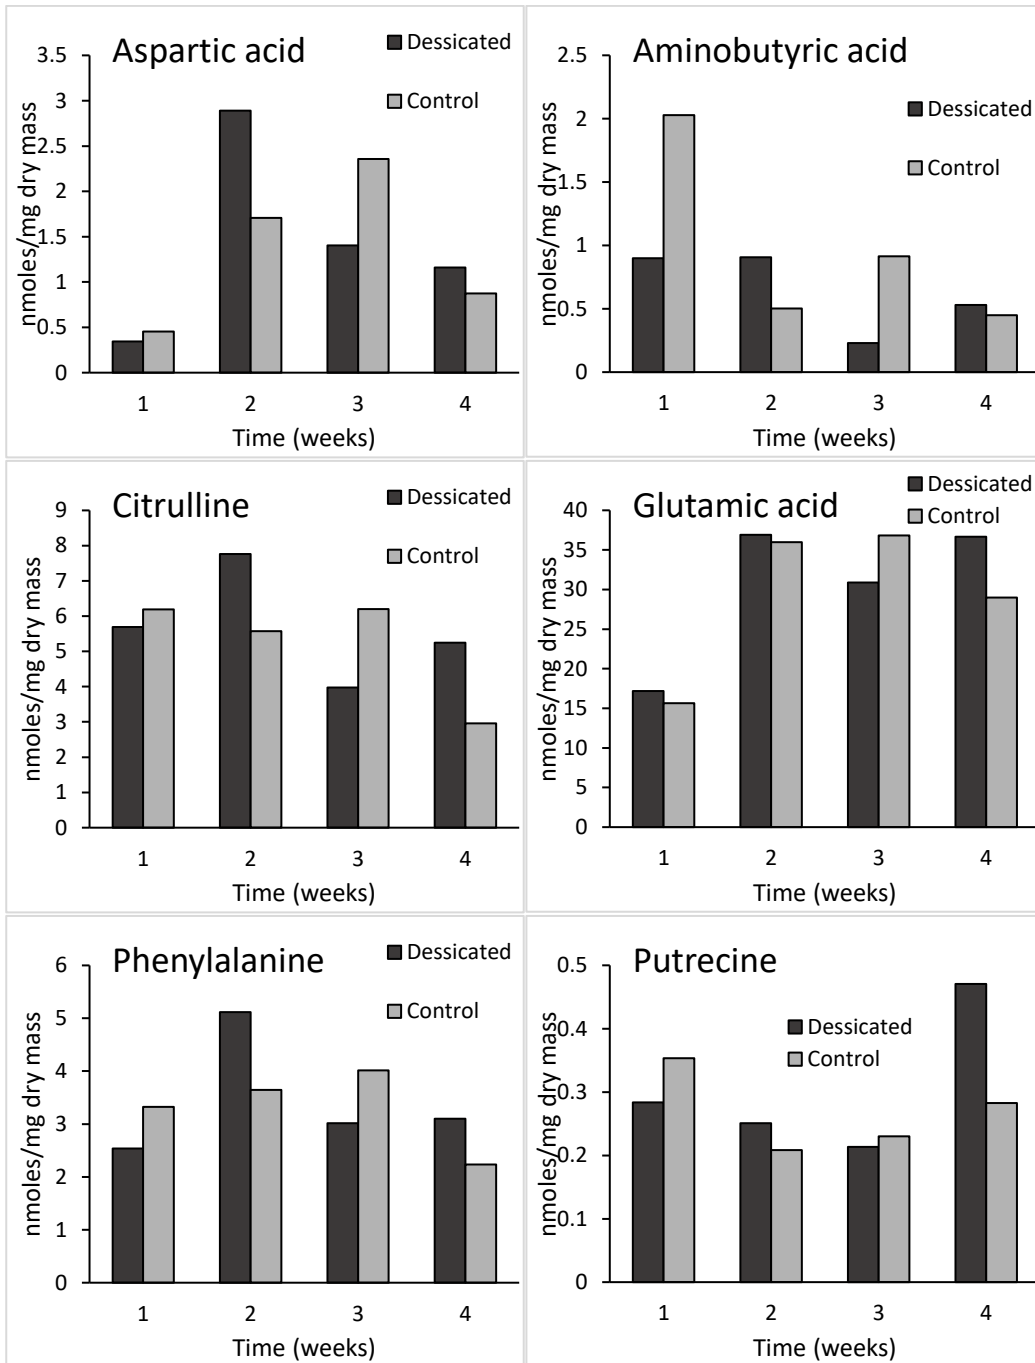 Aspartic acid
Dessicated
Control
nmoles/mg dry mass
3.5
3
2.5
2
1.5
1
0.5
0
1 2 3 4
Time (weeks)
Aminobutyric acid
Dessicated
Control
nmoles/mg dry mass
2.5
2
1.5
1
0.5
0
1 2 3 4
Time (weeks)
Citrulline
Dessicated
Control
nmoles/mg dry mass
9
8
7
6
5
4
3
2
1
0
1 2 3 4
Time (weeks)
Glutamic acid
Dessicated
Control
nmoles/mg dry mass
40
35
30
25
20
15
10
5
0
1 2 3 4
Time (weeks)
Phenylalanine
Dessicated
Control
nmoles/mg dry mass
6
5
4
3
2
1
0
1 2 3 4
Time (weeks)
Putrecine
Dessicated
Control
nmoles/mg dry mass
0.5
0.4
0.3
0.2
0.1
0
1 2 3 4
Time (weeks)